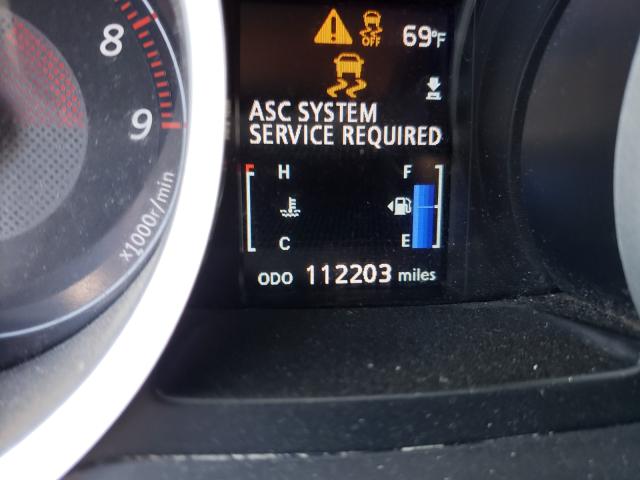 8
9
x1000r/min
OFF
69°F
ASC SYSTEM
SERVICE REQUIRED
H
F
C
E
ODO 112203 miles